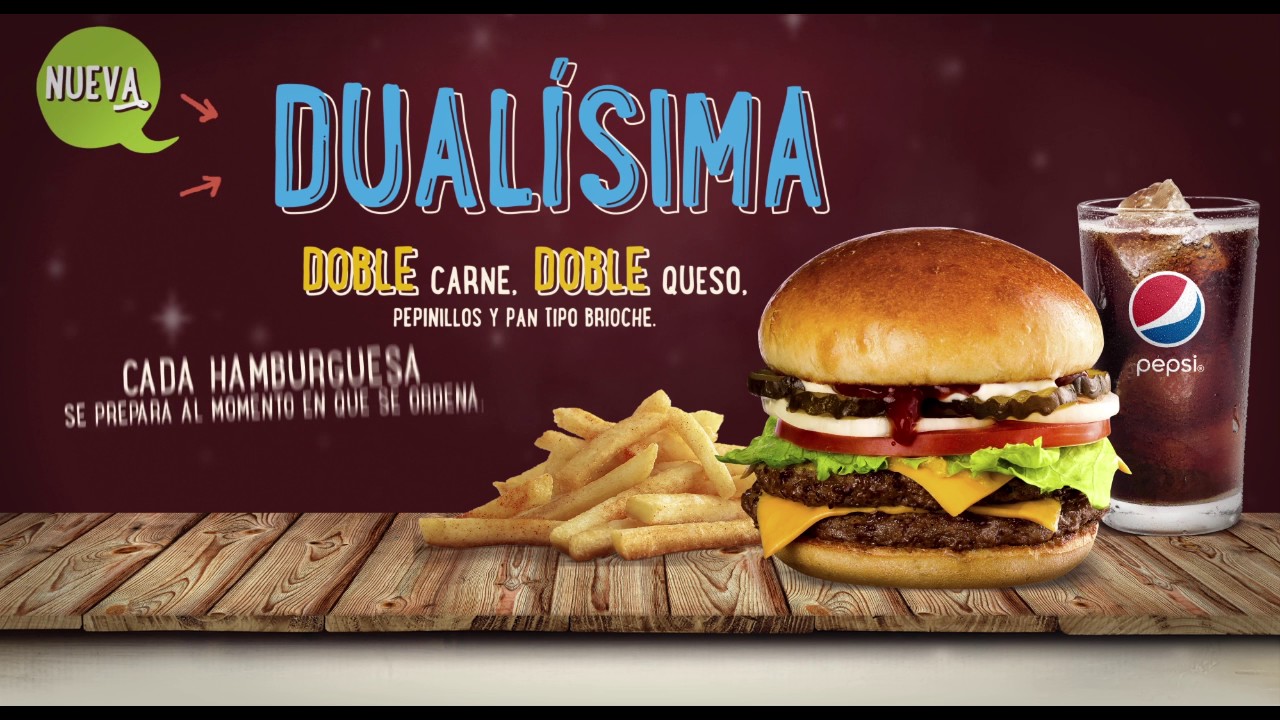 NUEVA
DUALÍSIMA
DOBLE CARNE, DOBLE QUESO,
PEPINILLOS Y PAN TIPO BRIOCHE.
CADA HAMBURGUESA
SE PREPARA AL MOMENTO EN QUE SE ORDENA.
pepsi®